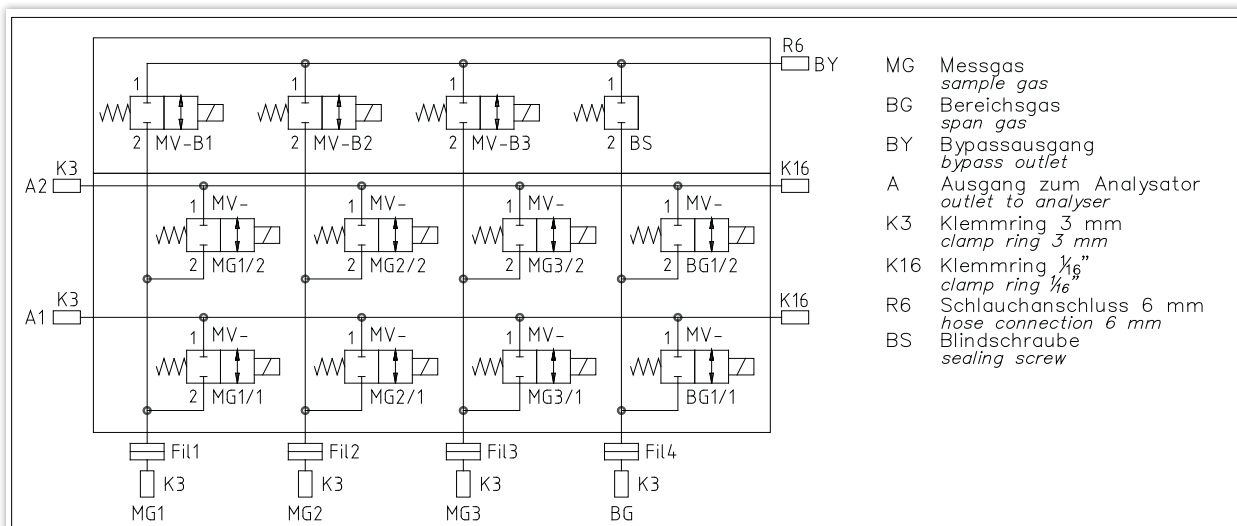 R6
BY
1
1
1
1
2
MV-B1
2
MV-B2
2
MV-B3
2
BS
A2
K3
K16
1
MV-
1
MV-
1
MV-
1
MV-
2
MG1/2
2
MG2/2
2
MG3/2
2
BG1/2
A1
K3
K16
1
MV-
1
MV-
1
MV-
1
MV-
2
MG1/1
MG2/1
MG3/1
BG1/1
Fil1
Fil2
Fil3
Fil4
K3
K3
K3
K3
MG1
MG2
MG3
BG
MG Messgas
sample gas
BG Bereichsgas
span gas
BY Bypassausgang
bypass outlet
A Ausgang zum Analysator
outlet to analyser
K3 Klemmring 3 mm
clamp ring 3 mm
K16 Klemmring 1/16"
clamp ring 1/16"
R6 Schlauchanschluss 6 mm
hose connection 6 mm
BS Blindschraube
sealing screw